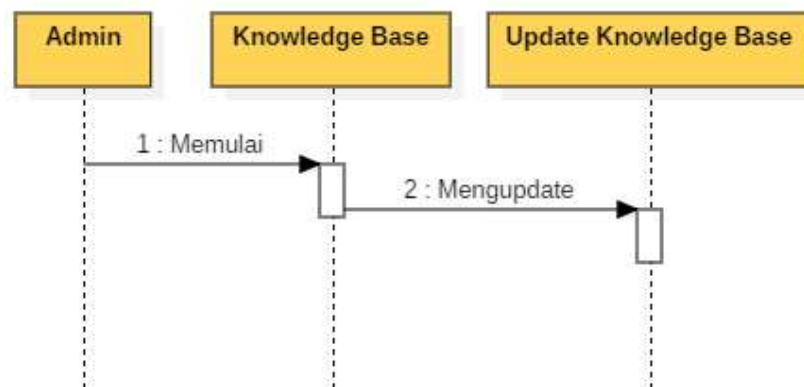 Admin
Knowledge Base
Update Knowledge Base
1 : Memulai
2 : Mengupdate